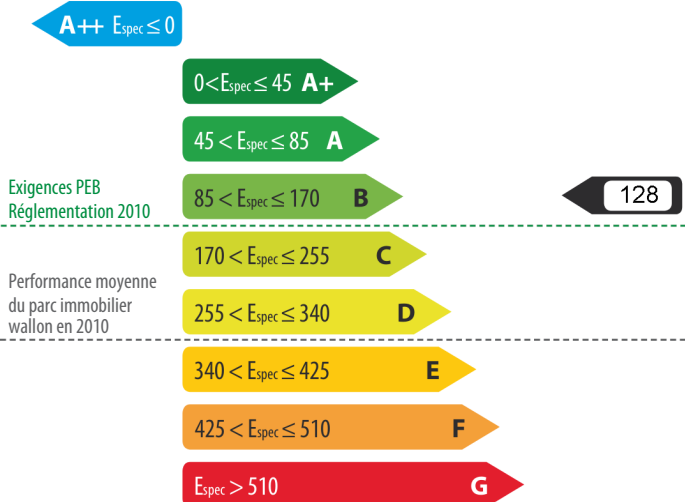 A++ Espec ≤ 0
0<Espec ≤ 45 A+
45 < Espec ≤ 85 A
Exigences PEB
Réglementation 2010
85 < Espec ≤ 170 B
128
170 < Espec ≤ 255 C
Performance moyenne
du parc immobilier
wallon en 2010
255 < Espec ≤ 340 D
340 < Espec ≤ 425 E
425 < Espec ≤ 510 F
Espec > 510 G